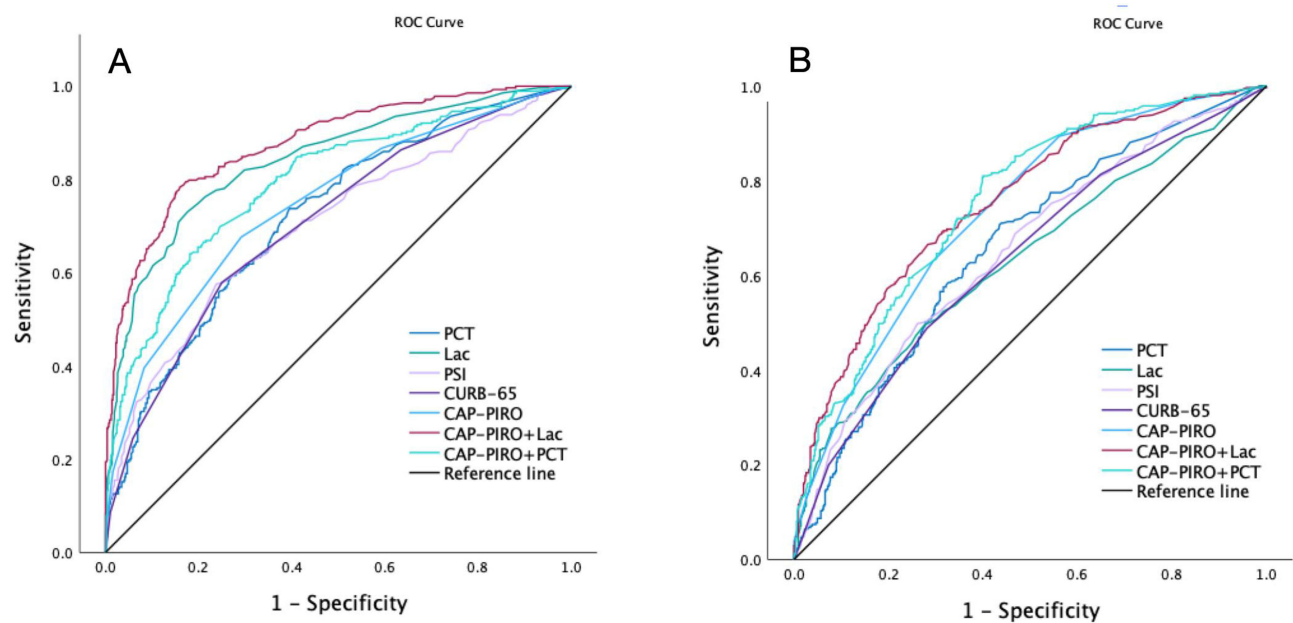 ROC Curve
A
1.0
0.8
0.6
0.4
0.2
0.0
Sensitivity
PCT
Lac
PSI
CURB-65
CAP-PIRO
CAP-PIRO+Lac
CAP-PIRO+PCT
Reference line
0.0 0.2 0.4 0.6 0.8 1.0
1 - Specificity
ROC Curve
B
1.0
0.8
0.6
0.4
0.2
0.0
Sensitivity
PCT
Lac
PSI
CURB-65
CAP-PIRO
CAP-PIRO+Lac
CAP-PIRO+PCT
Reference line
0.0 0.2 0.4 0.6 0.8 1.0
1 - Specificity